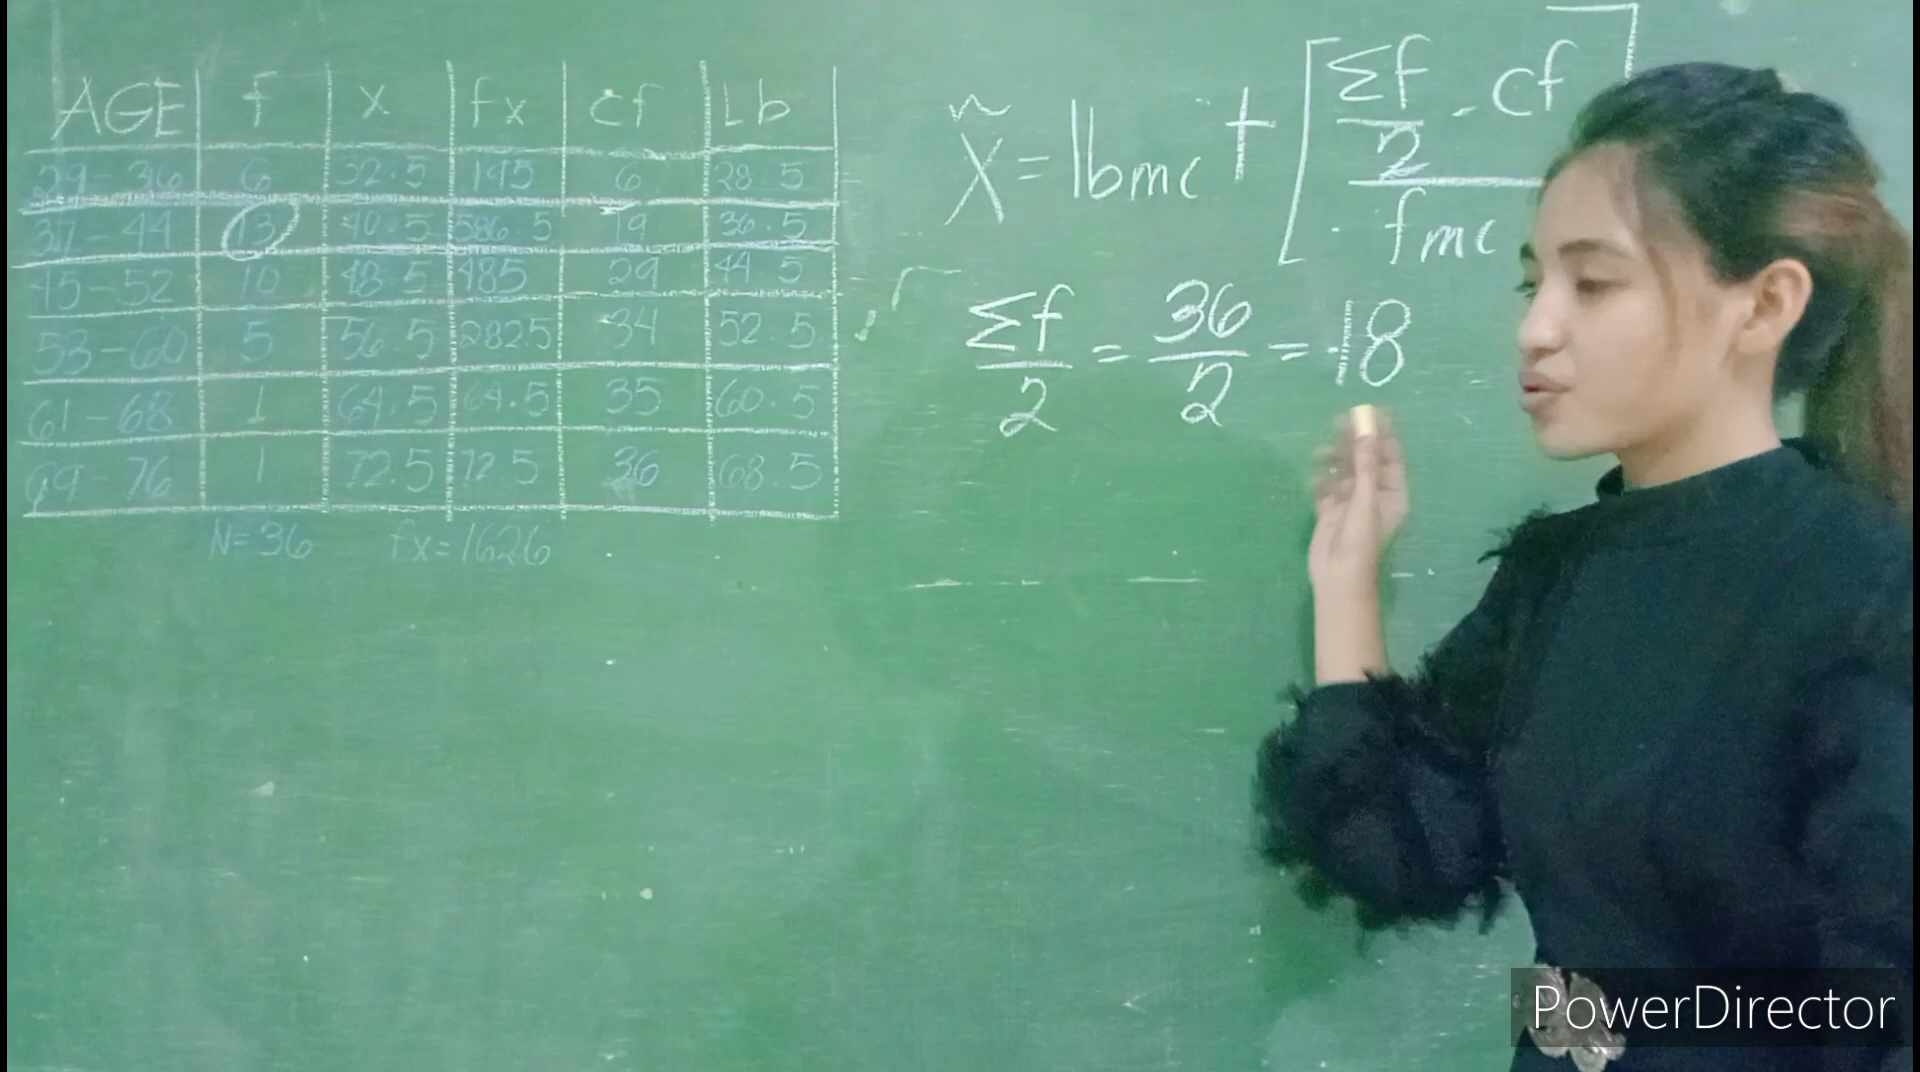 AGE f x fx cf Lb
29-36 6 32.5 195 6 28.5
37-44 13 40.5 586.5 19 36.5
45-52 10 48.5 485 29 44.5
53-60 5 56.5 282.5 34 52.5
61-68 1 64.5 64.5 35 60.5
69-76 1 72.5 72.5 36 68.5
N=36 fx=1626
x̃ = lbmc + [Σf/2 - cf / fmc
Σf/2 = 36/2 = 18
PowerDirector